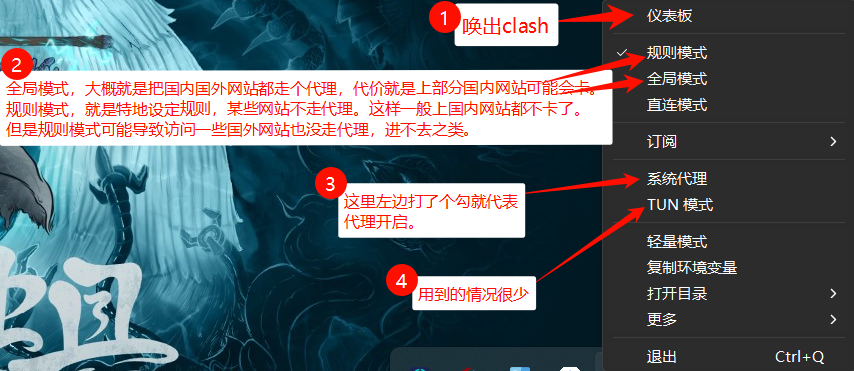 1 唤出clash
2
全局模式，大概就是把国内国外网站都走个代理，代价就是上部分国内网站可能会卡。
规则模式，就是特地设定规则，某些网站不走代理。这样一般上国内网站都不卡了。
但是规则模式可能导致访问一些国外网站也没走代理，进不去之类。
3
这里左边打了个勾就代表
代理开启。
4
用到的情况很少
仪表板
规则模式
全局模式
直连模式
订阅
系统代理
TUN 模式
轻量模式
复制环境变量
打开目录
更多
退出 Ctrl+Q